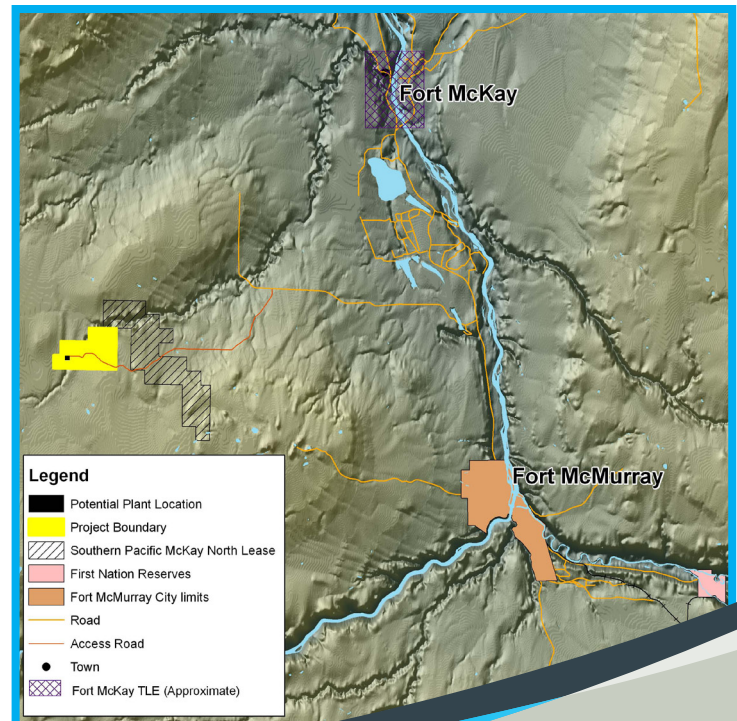 Fort McKay
Fort McMurray
Legend
Potential Plant Location
Project Boundary
Southern Pacific McKay North Lease
First Nation Reserves
Fort McMurray City limits
Road
Access Road
Town
Fort McKay TLE (Approximate)